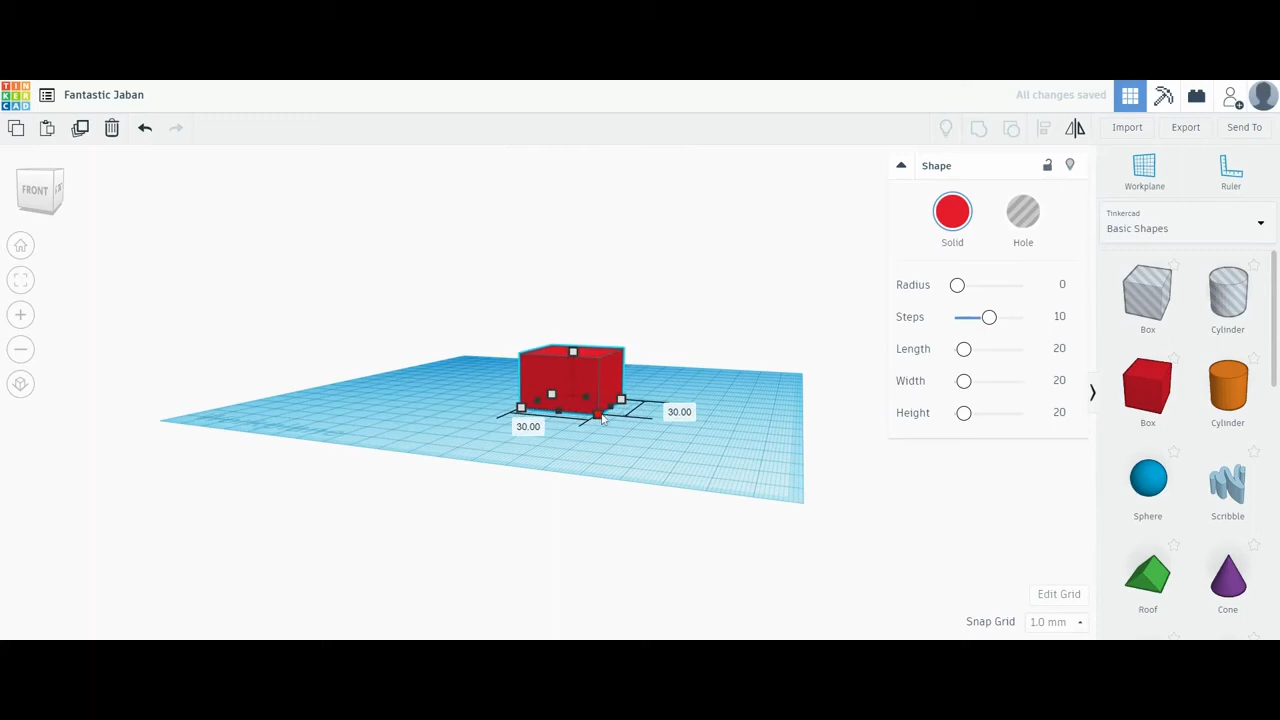 TIN
KER
CAD
Fantastic Jaban
All changes saved
Import
Export
Send To
FRONT
Shape
Solid
Hole
Radius 0
Steps 10
Length 20
Width 20
Height 20
30.00
30.00
Workplane
Ruler
Tinkercad
Basic Shapes
Box
Cylinder
Box
Cylinder
Sphere
Scribble
Roof
Cone
Edit Grid
Snap Grid 1.0 mm